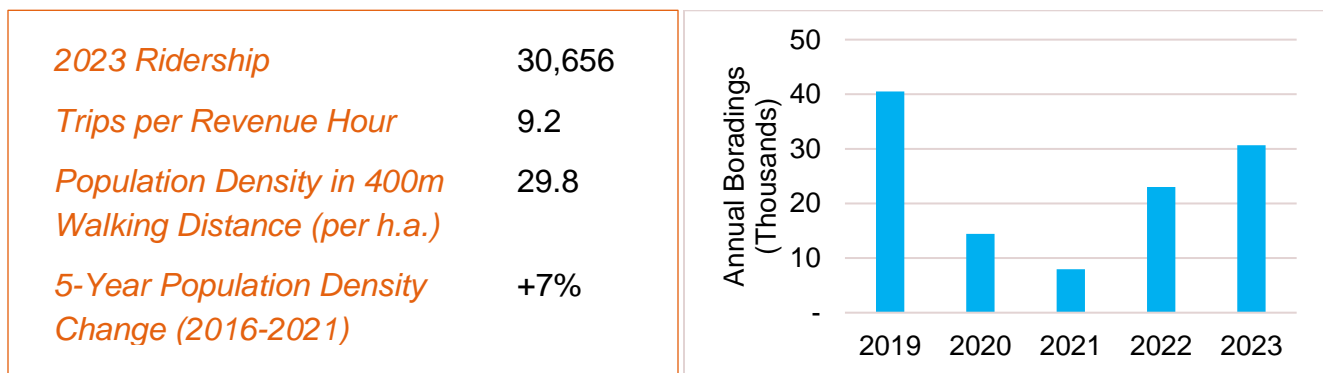 2023 Ridership 30,656
Trips per Revenue Hour 9.2
Population Density in 400m 29.8
Walking Distance (per h.a.)
5-Year Population Density +7%
Change (2016-2021)
Annual Boradings
(Thousands)
50
40
30
20
10
-
2019 2020 2021 2022 2023